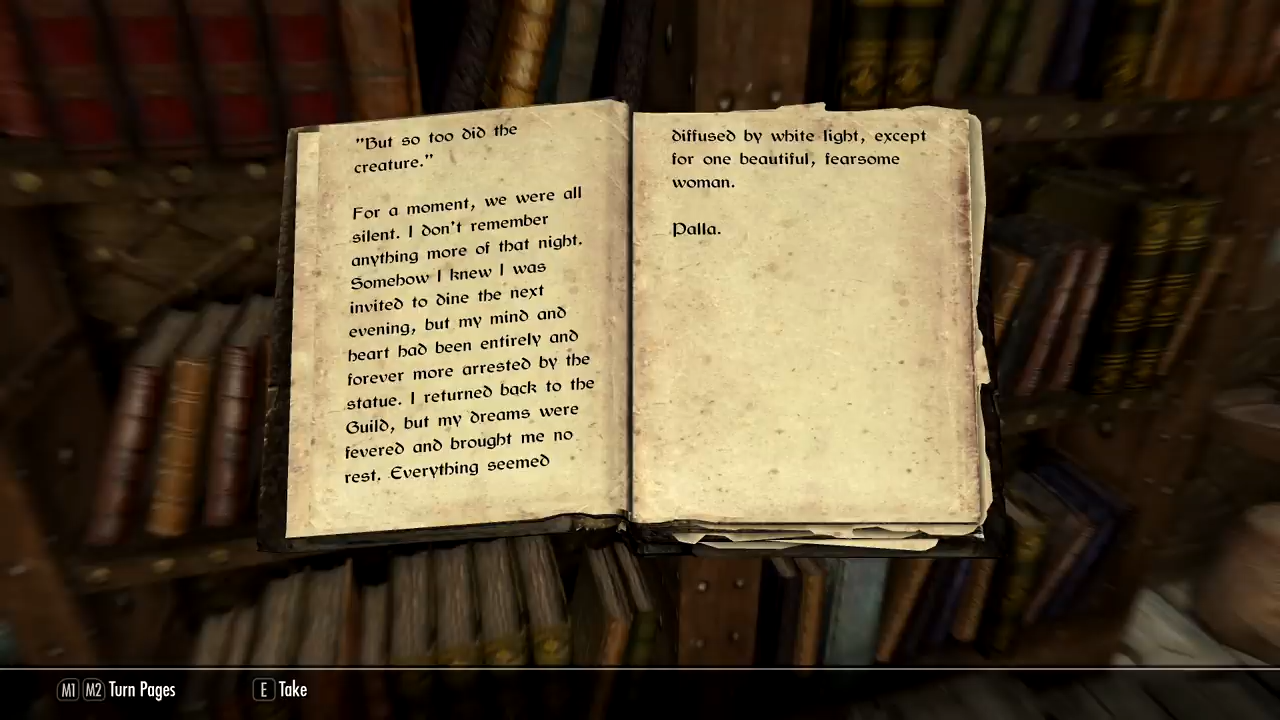 "But so too did the
creature."
For a moment, we were all
silent. I don't remember
anything more of that night.
Somehow I knew I was
invited to dine the next
evening, but my mind and
heart had been entirely and
forever more arrested by the
statue. I returned back to the
Guild, but my dreams were
fevered and brought me no
rest. Everything seemed
diffused by white light, except
for one beautiful, fearsome
woman.
Palla.
M1 M2 Turn Pages
E Take